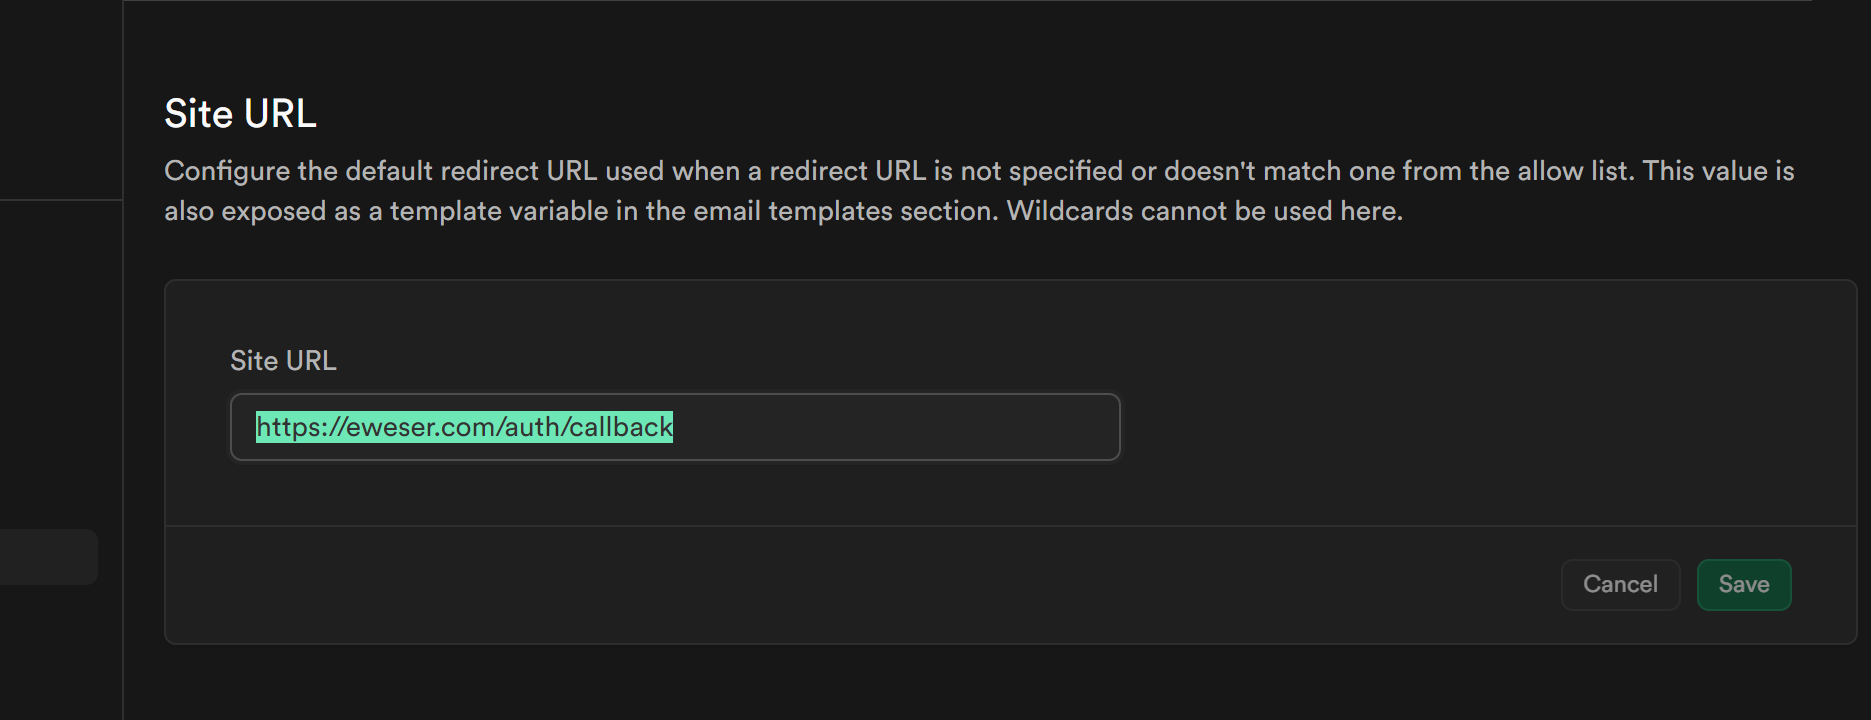 Site URL
Configure the default redirect URL used when a redirect URL is not specified or doesn't match one from the allow list. This value is
also exposed as a template variable in the email templates section. Wildcards cannot be used here.
Site URL
https://eweser.com/auth/callback
Cancel
Save